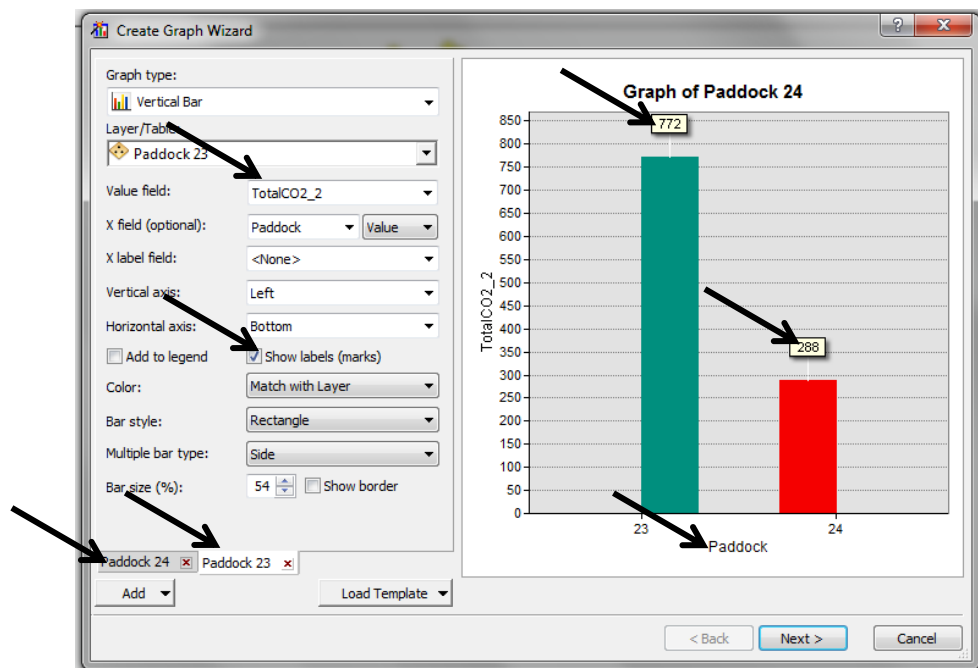 Create Graph Wizard
?
Graph type:
Vertical Bar
Layer/Table:
Paddock 23
Value field:
TotalCO2_2
X field (optional):
Paddock
Value
X label field:
<None>
Vertical axis:
Left
Horizontal axis:
Bottom
Add to legend
Show labels (marks)
Color:
Match with Layer
Bar style:
Rectangle
Multiple bar type:
Side
Bar size (%):
54
Show border
Paddock 24
Paddock 23
Add
Load Template
Graph of Paddock 24
850
800
750
700
650
600
550
500
450
400
350
300
250
200
150
100
50
0
TotalCO2_2
772
288
23
24
Paddock
< Back
Next >
Cancel